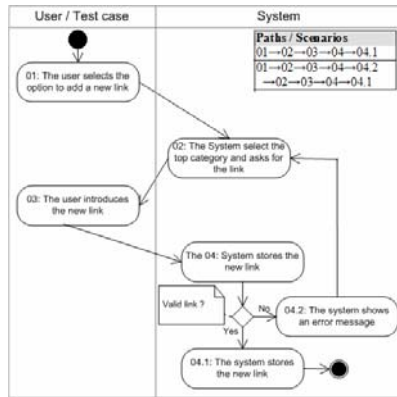 User / Test case
System
Paths / Scenarios
01→02→03→04→04.1
01→02→03→04→04.2
→02→03→04→04.1
01: The user selects the
option to add a new link
02: The System select the
top category and asks for
the link
03: The user introduces
the new link
The 04: System stores the
new link
Valid link ?
No
Yes
04.2: The system shows
an error message
04.1: The system stores
the new link